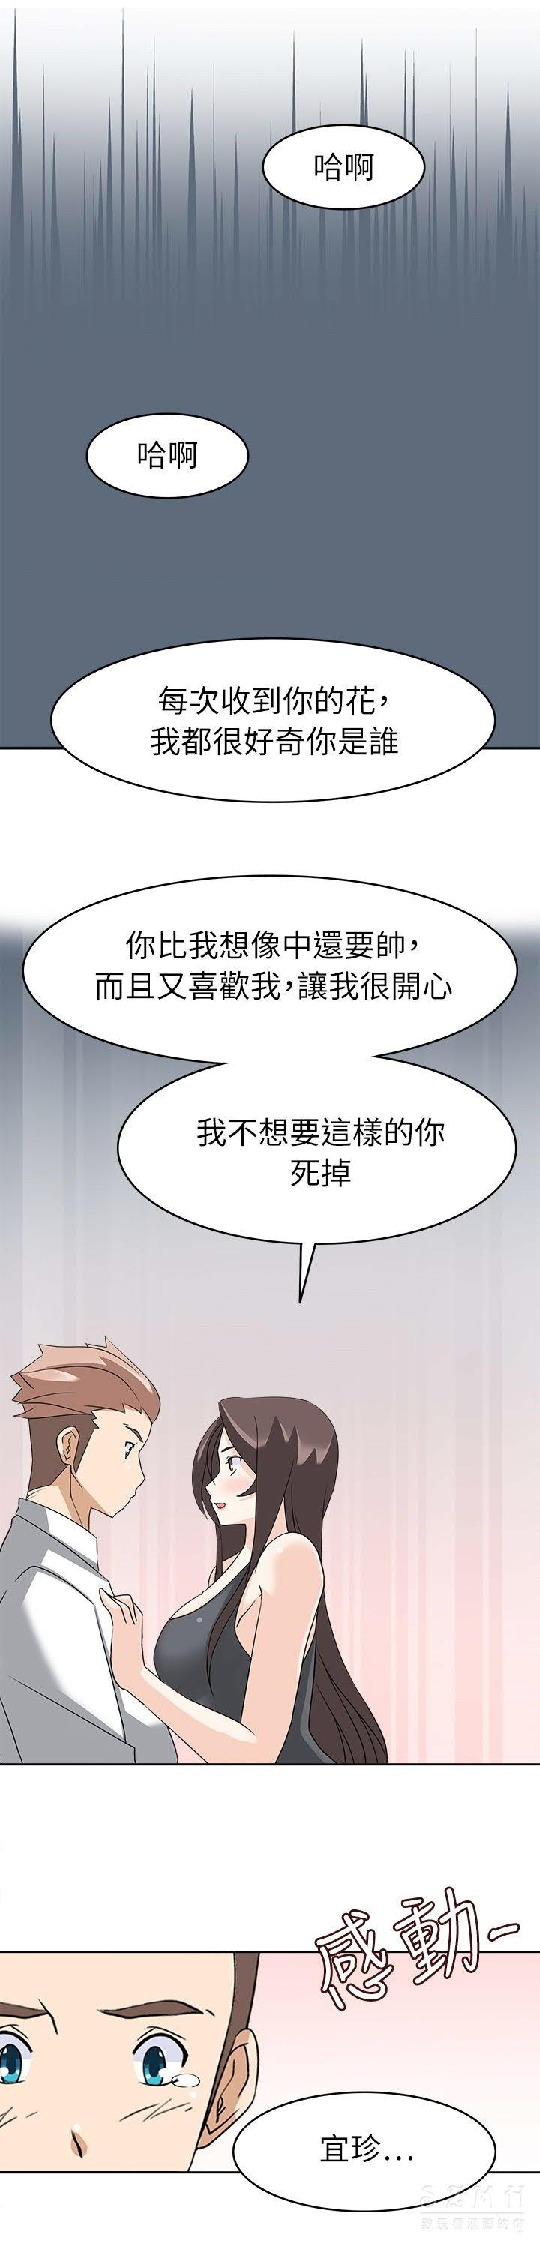 哈啊
哈啊
每次收到你的花，
我都很好奇你是誰
你比我想像中還要帥，
而且又喜歡我，讓我很開心
我不想要這樣的你
死掉
感動-
宜珍...